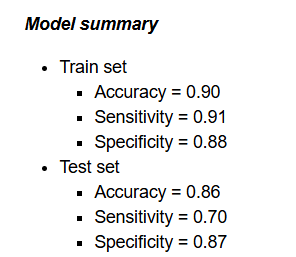 Model summary
• Train set
▪ Accuracy = 0.90
▪ Sensitivity = 0.91
▪ Specificity = 0.88
• Test set
▪ Accuracy = 0.86
▪ Sensitivity = 0.70
▪ Specificity = 0.87